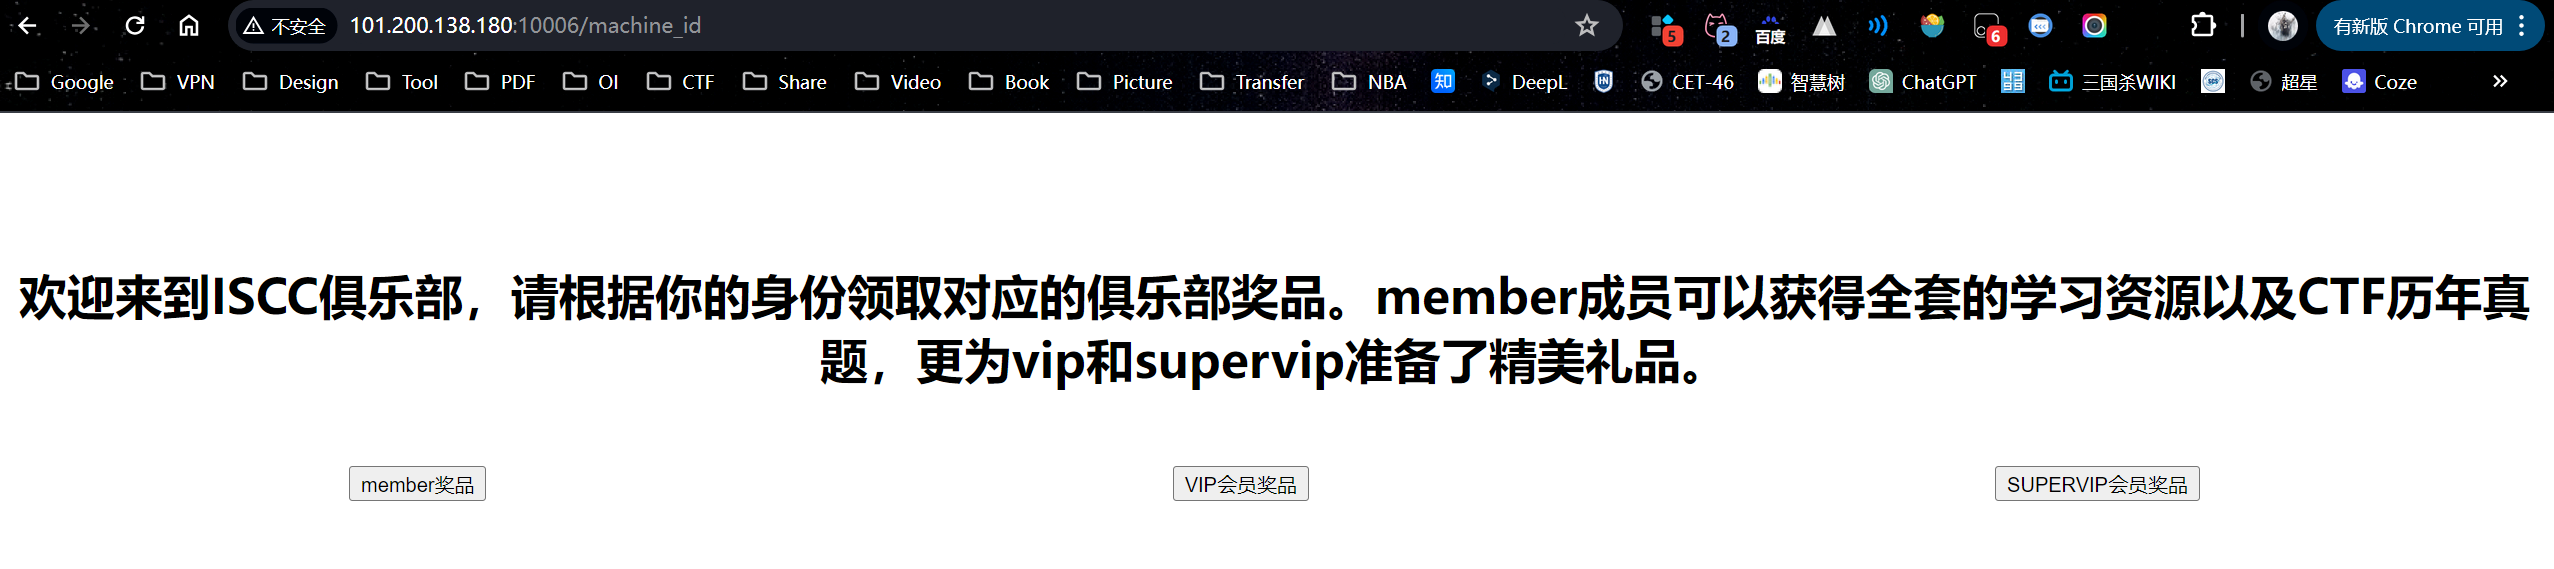 不安全 101.200.138.180:10006/machine_id 5 2 百度 6 有新版 Chrome 可用
Google VPN Design Tool PDF OI CTF Share Video Book Picture Transfer NBA 知 DeepL CET-46 智慧树 ChatGPT 三国杀WIKI 超星 Coze »
欢迎来到ISCC俱乐部，请根据你的身份领取对应的俱乐部奖品。member成员可以获得全套的学习资源以及CTF历年真
题，更为vip和supervip准备了精美礼品。
member奖品 VIP会员奖品 SUPERVIP会员奖品